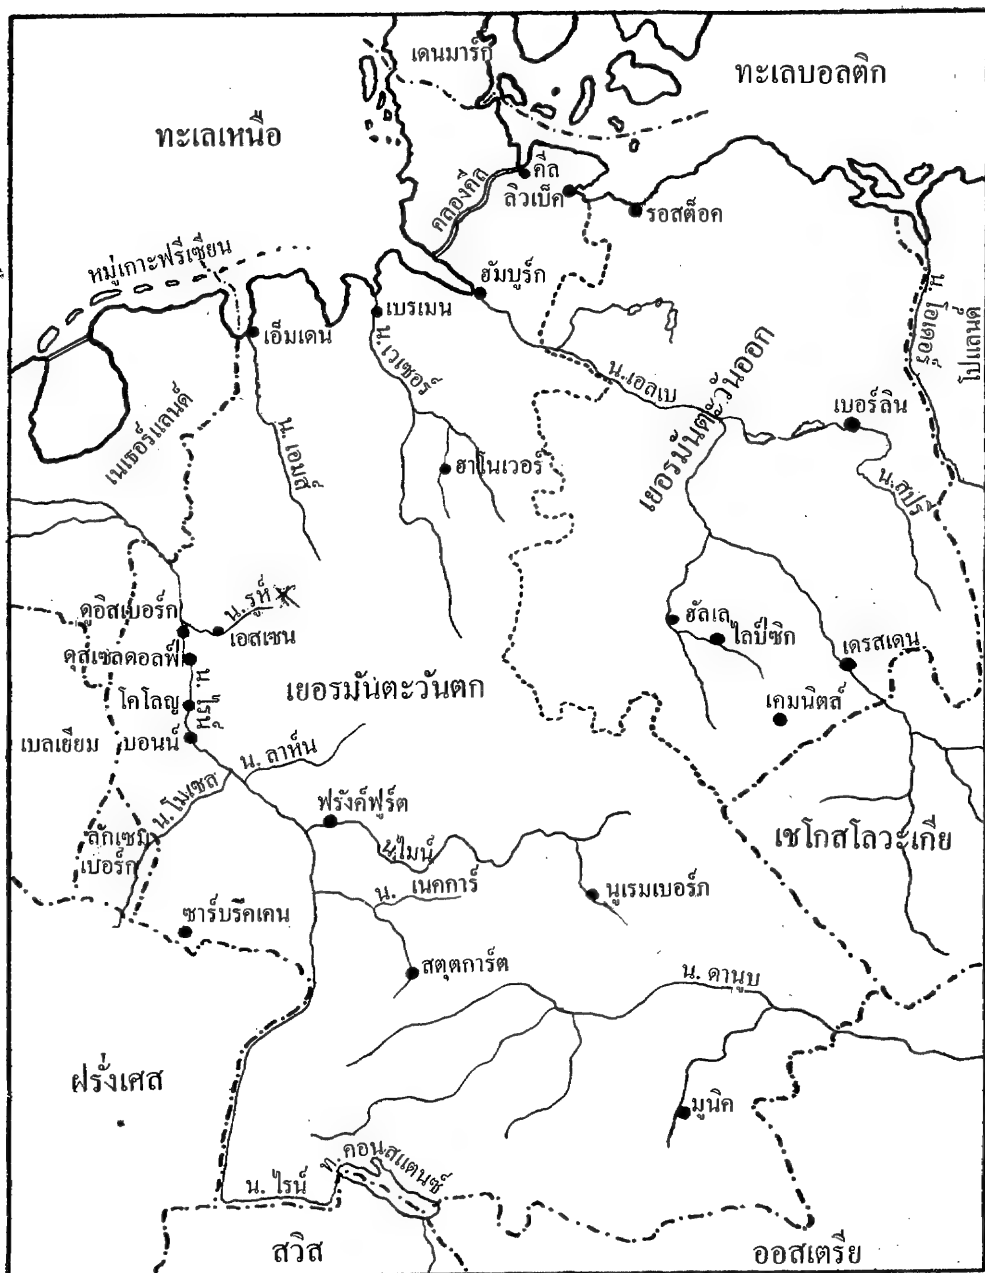 เดนมาร์ก
ทะเลบอลติก
ทะเลเหนือ
คีล
ลิวเบ็ค
คลองคีล
รอสต็อค
หมู่เกาะฟรีเซียน
ฮัมบูร์ก
เบรเมน
เอ็มเดน
น. โอเดอร์
โปแลนด์
น.เวเซอร์
น.เอลเบ
เยอรมันตะวันออก
เบอร์ลิน
เนเธอร์แลนด์
น. เอมส์
ฮาโนเวอร์
น.สปรี
ดูอิสเบอร์ก
น. รูห์
เอสเซน
ฮัลเล
ไลป์ซิก
ดุสเซลดอลฟ์
เดรสเดน
น. ไรน์
เยอรมันตะวันตก
โคโลญ
เคมนิตส์
เบลเยียม
บอนน์
น. ลาห์น
น. โมเซล
ฟรังค์ฟูร์ต
ลักเซมเบอร์ก
น.ไมน์
เชโกสโลวะเกีย
น. เนคการ์
นูเรมเบอร์ภ
ซาร์บรึคเคน
สตุตการ์ต
น. ดานูบ
ฝรั่งเศส
มูนิค
ท. คอนสแตนซ์
น. ไรน์
สวิส
ออสเตรีย